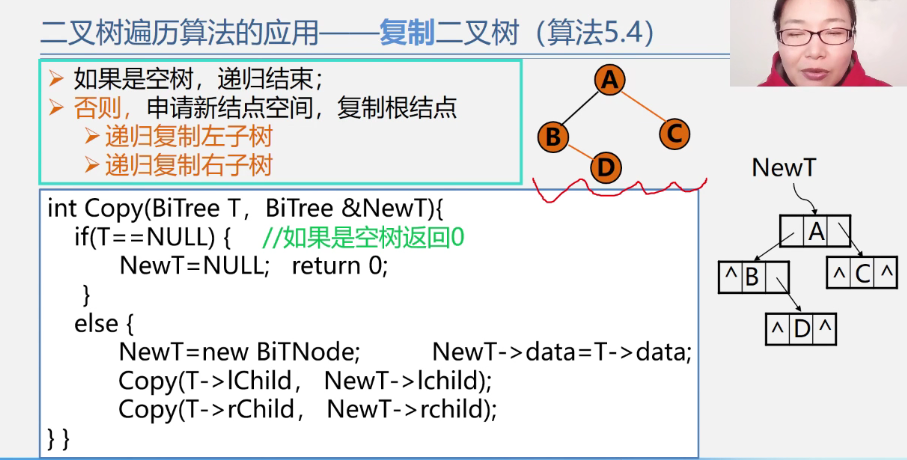 二叉树遍历算法的应用——复制二叉树（算法5.4）
➢ 如果是空树，递归结束；
➢ 否则，申请新结点空间，复制根结点
➢递归复制左子树
➢递归复制右子树
A
B
C
D
int Copy(BiTree T，BiTree &NewT){
if(T==NULL) { //如果是空树返回0
NewT=NULL; return 0;
}
else {
NewT=new BiTNode; NewT->data=T->data;
Copy(T->lChild， NewT->lchild);
Copy(T->rChild， NewT->rchild);
} }
NewT
A
^ B
^ C ^
^ D ^